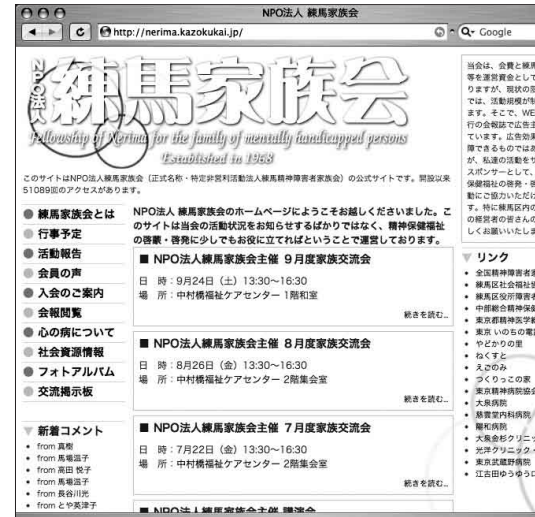 NPO法人 練馬家族会
http://nerima.kazokukai.jp/
Google
NPO法人
練馬家族会
Fellowship of Nerima for the family of mentally handicapped persons
Established in 1968
このサイトはNPO法人練馬家族会（正式名称・特定非営利活動法人練馬精神障害者家族会）の公式サイトです。開設以来
51089回のアクセスがあります。
練馬家族会とは
行事予定
活動報告
会員の声
入会のご案内
会報閲覧
心の病について
社会資源情報
フォトアルバム
交流掲示板
▼ 新着コメント
• from 真樹
• from 馬場温子
• from 高田 悦子
• from 馬場温子
• from 長谷川光
• from とや英津子
NPO法人 練馬家族会のホームページにようこそお越しくださいました。こ
のサイトは当会の活動状況をお知らせするばかりではなく、精神保健福祉
の啓蒙・啓発に少しでもお役に立てればということで運営しております。
■ NPO法人練馬家族会主催 ９月度家族交流会
日　時：9月24日（土）13:30〜16:30
場　所：中村橋福祉ケアセンター 1階和室
続きを読む..
■ NPO法人練馬家族会主催 ８月度家族交流会
日　時：8月26日（金）13:30〜16:30
場　所：中村橋福祉ケアセンター 2階集会室
続きを読む..
■ NPO法人練馬家族会主催 ７月度家族交流会
日　時：7月22日（金）13:30〜16:30
場　所：中村橋福祉ケアセンター 2階集会室
続きを読む..
■ NPO法人練馬家族会主催 講演会
当会は、会費と練馬
等を運営資金として
りますが、現状の
では、活動規模が
ます。そこで、WE
行の会報誌で広告
ています。広告効果
障できるものではあ
が、私達の活動をサ
スポンサーとして、
保健福祉の啓発・
動にご協力いただけ
す。特に練馬区内の
の経営者の皆さんの
しくお願いいたしま
▼ リンク
• 全国精神障害者
• 練馬区社会福祉
• 練馬区役所障害者
• 中部総合精神保
• 東京都精神医学
• 東京 いのちの電
• やどかりの里
• ねくすと
• えごのみ
• つくりっこの家
• 東京精神病院協会
• 大泉病院
• 慈雲堂内科病院
• 陽和病院
• 大泉金杉クリニッ
• 光洋クリニック・
• 東京武蔵野病院
• 江古田ゆうゆう